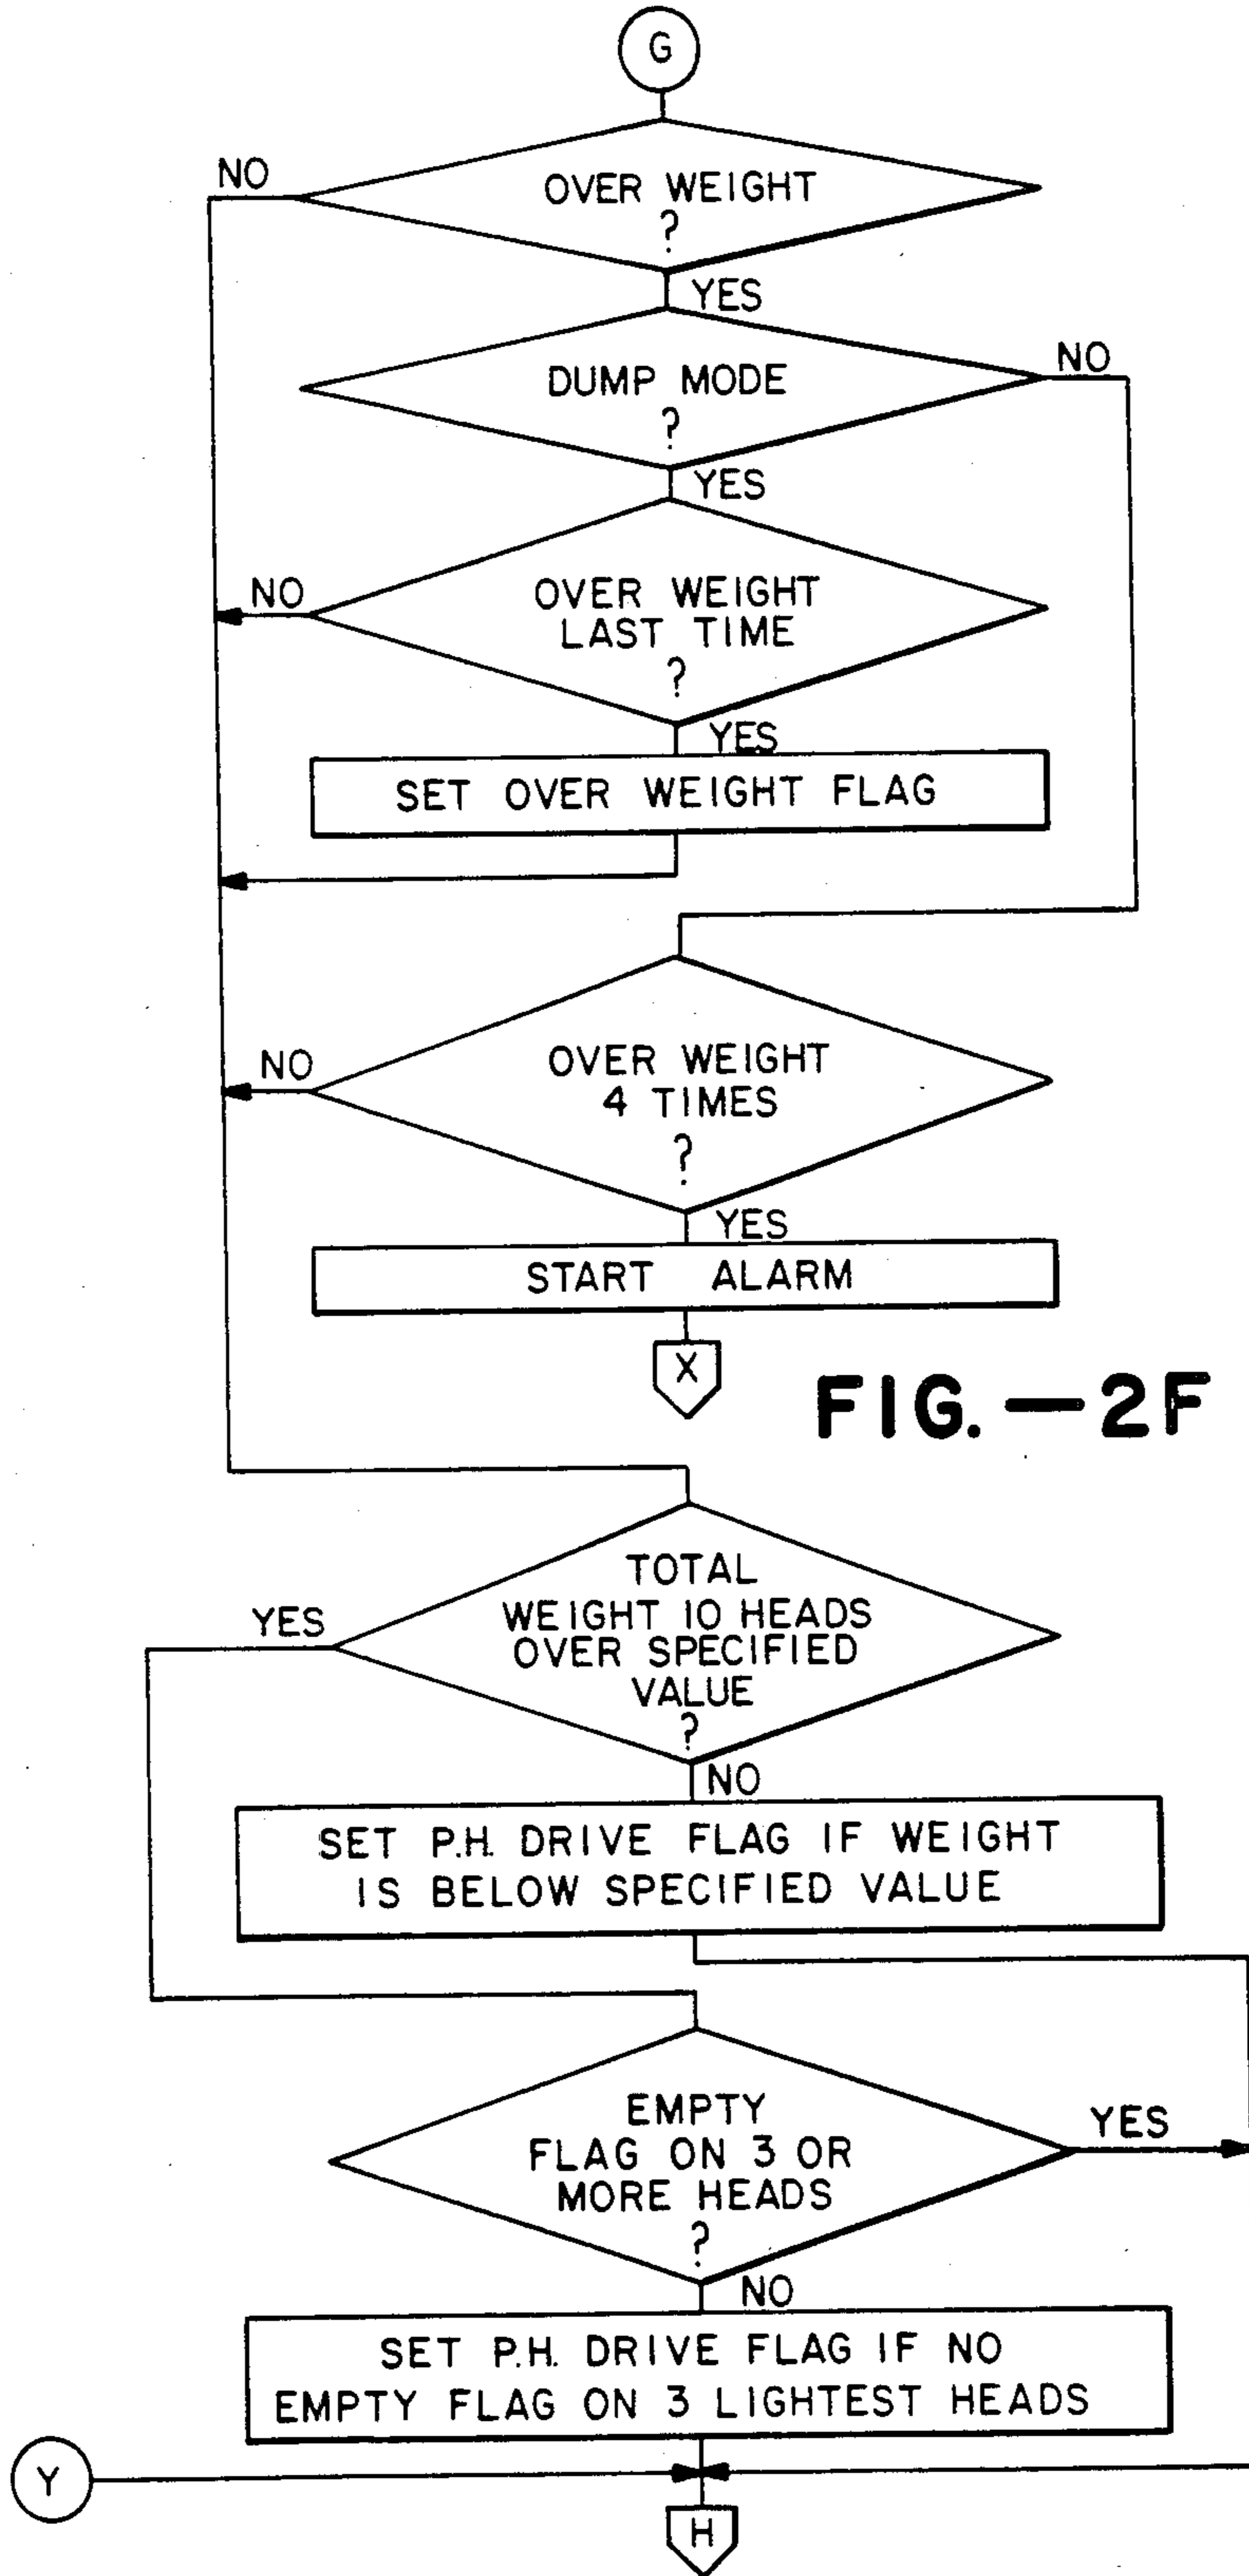 G
OVER WEIGHT
?
NO
YES
DUMP MODE
?
NO
YES
OVER WEIGHT
LAST TIME
?
NO
YES
SET OVER WEIGHT FLAG
OVER WEIGHT
4 TIMES
?
NO
YES
START ALARM
X
FIG.—2F
TOTAL
WEIGHT 10 HEADS
OVER SPECIFIED
VALUE
?
YES
NO
SET P.H. DRIVE FLAG IF WEIGHT
IS BELOW SPECIFIED VALUE
EMPTY
FLAG ON 3 OR
MORE HEADS
?
YES
NO
SET P.H. DRIVE FLAG IF NO
EMPTY FLAG ON 3 LIGHTEST HEADS
Y
H